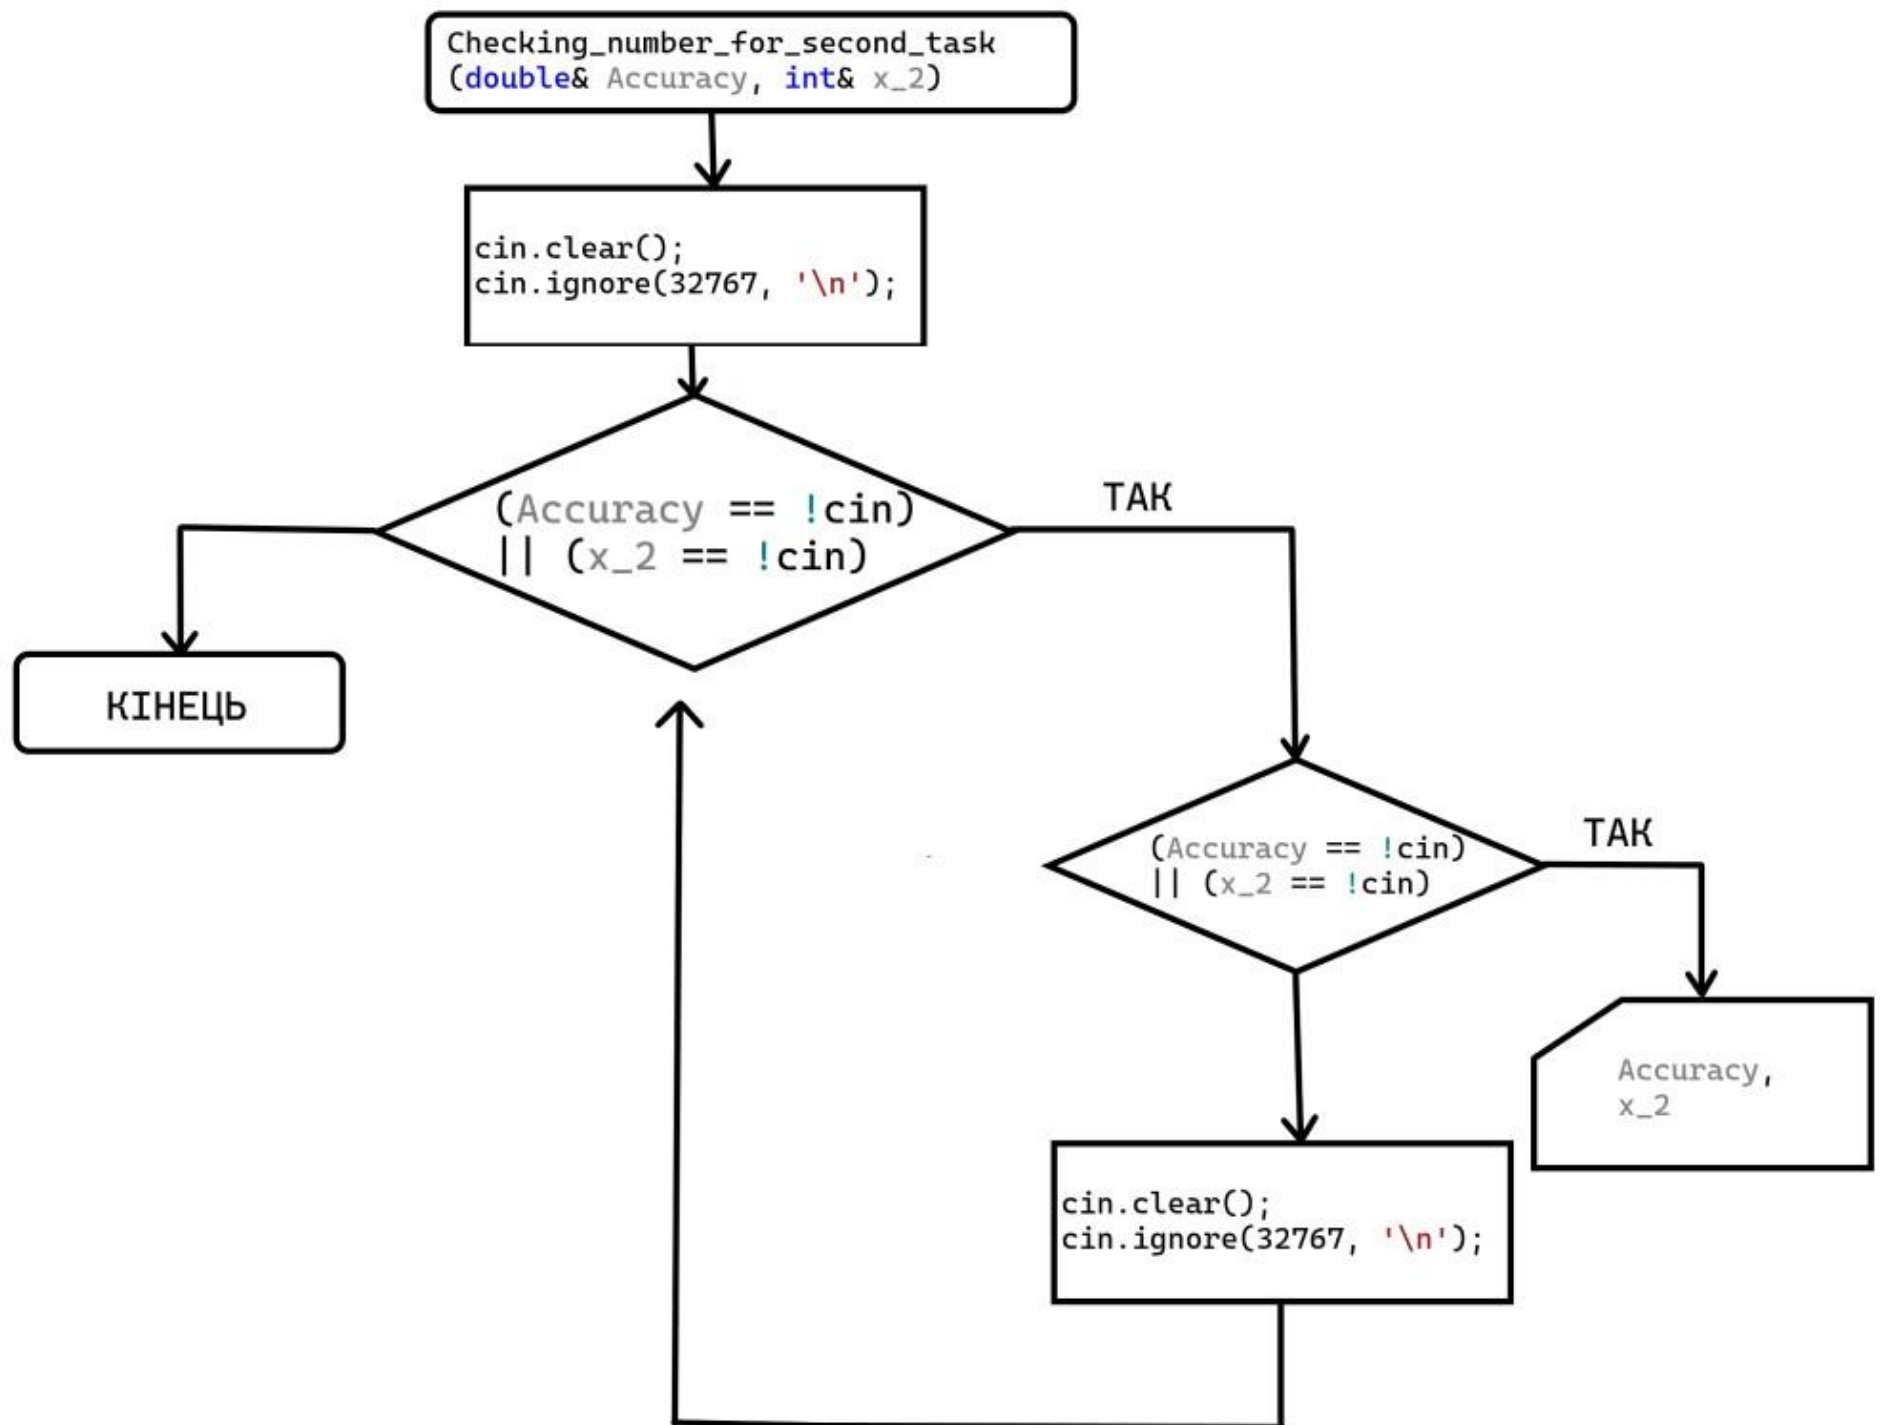 Checking_number_for_second_task
(double& Accuracy, int& x_2)
cin.clear();
cin.ignore(32767, '\n');
(Accuracy == !cin)
|| (x_2 == !cin)
ТАК
КІНЕЦЬ
(Accuracy == !cin)
|| (x_2 == !cin)
ТАК
Accuracy,
x_2
cin.clear();
cin.ignore(32767, '\n');